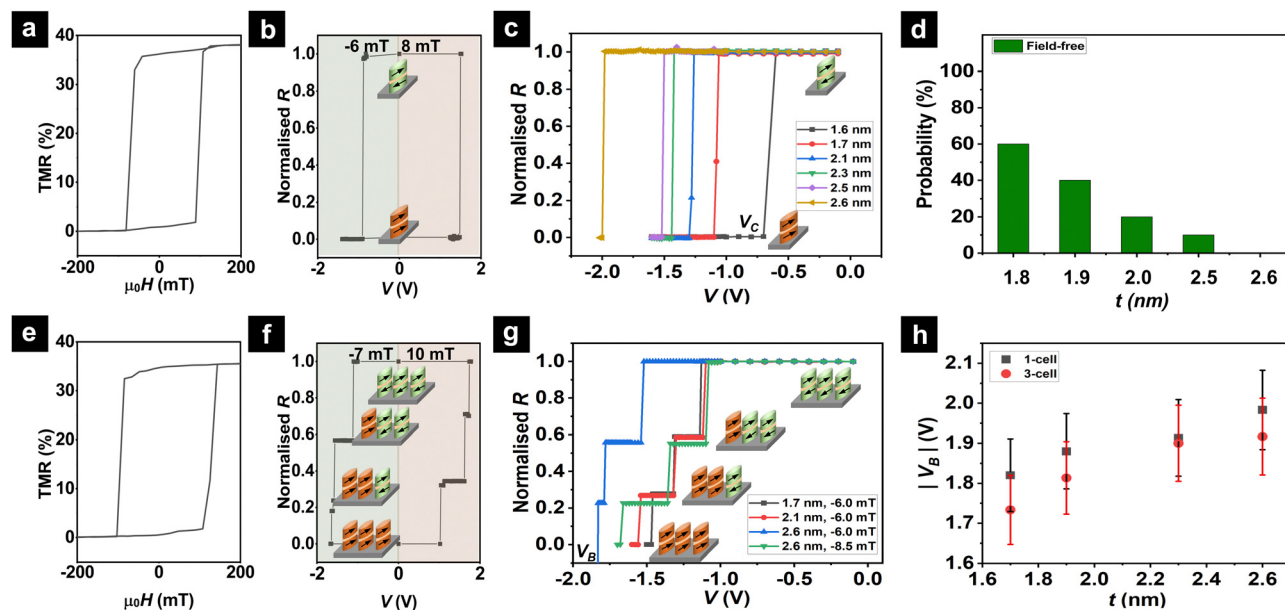 a
TMR (%)
40
30
20
10
0
-200
0
200
μ0H (mT)
b
Normalised R
-6 mT
8 mT
1.0
0.8
0.6
0.4
0.2
0.0
-2
0
2
V (V)
c
Normalised R
1.0
0.8
0.6
0.4
0.2
0.0
1.6 nm
1.7 nm
2.1 nm
2.3 nm
2.5 nm
2.6 nm
VC
-2.0
-1.5
-1.0
-0.5
0.0
V (V)
d
Field-free
Probability (%)
100
80
60
40
20
0
1.8
1.9
2.0
2.5
2.6
t (nm)
e
TMR (%)
40
30
20
10
0
-200
0
200
μ0H (mT)
f
Normalised R
-7 mT
10 mT
1.0
0.8
0.6
0.4
0.2
0.0
-2
0
2
V (V)
g
Normalised R
1.0
0.8
0.6
0.4
0.2
0.0
1.7 nm, -6.0 mT
2.1 nm, -6.0 mT
2.6 nm, -6.0 mT
2.6 nm, -8.5 mT
VB
-2.0
-1.5
-1.0
-0.5
0.0
V (V)
h
1-cell
3-cell
| VB | (V)
2.1
2.0
1.9
1.8
1.7
1.6
1.6
1.8
2.0
2.2
2.4
2.6
t (nm)